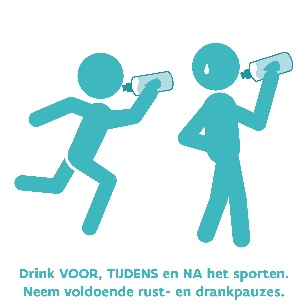 Drink VOOR, TIJDENS en NA het sporten.
Neem voldoende rust- en drankpauzes.